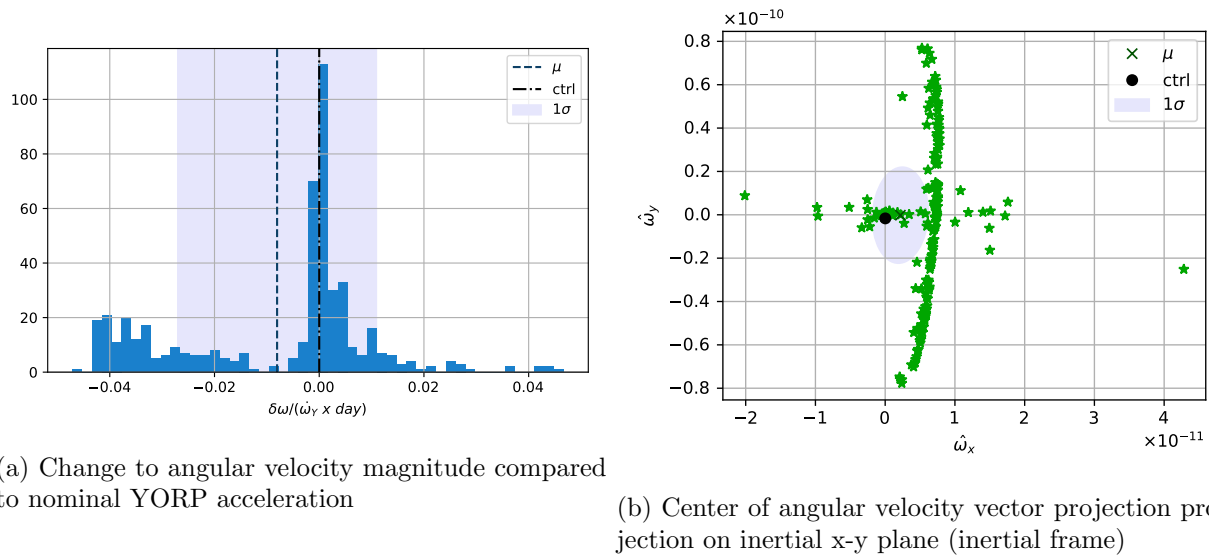 μ
ctrl
1σ
100
80
60
40
20
0
−0.04
−0.02
0.00
0.02
0.04
δω/(ω̇_Y x day)
(a) Change to angular velocity magnitude compared
to nominal YORP acceleration
×10⁻¹⁰
μ
ctrl
1σ
0.8
0.6
0.4
0.2
0.0
−0.2
−0.4
−0.6
−0.8
ω̂_y
−2
−1
0
1
2
3
4
×10⁻¹¹
ω̂_x
(b) Center of angular velocity vector projection pro
jection on inertial x-y plane (inertial frame)